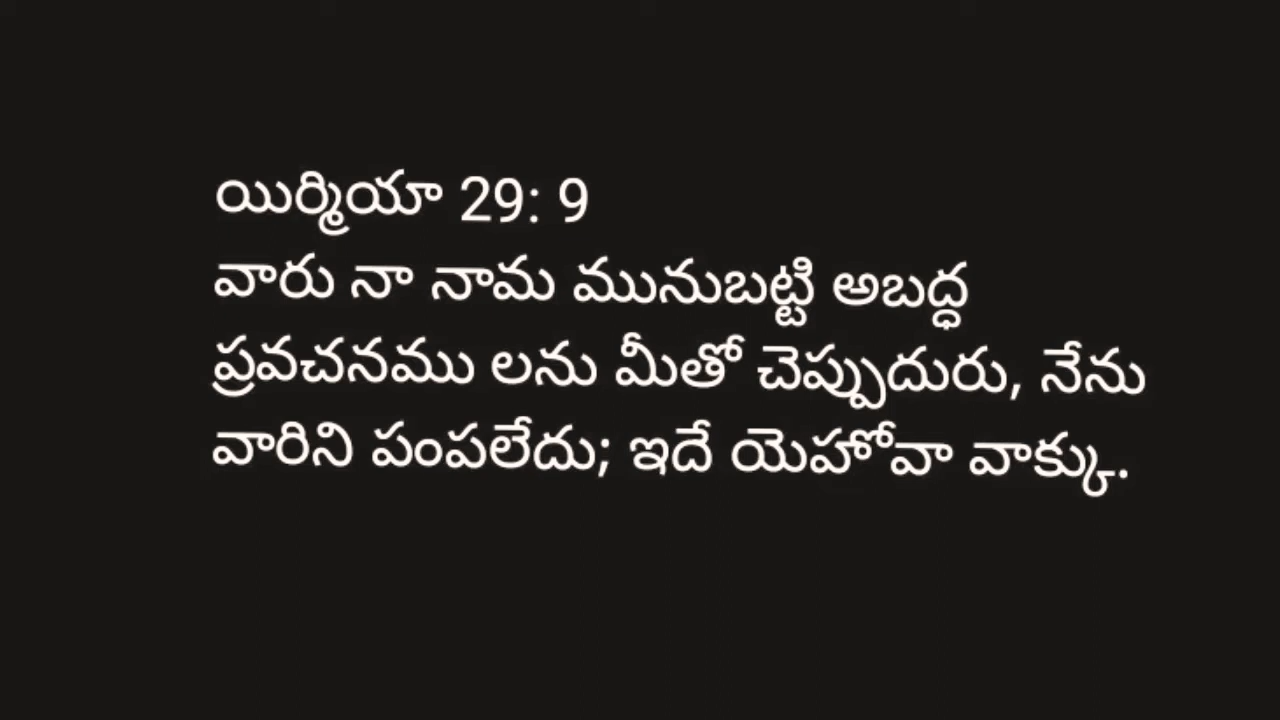 యిర్మియా 29: 9
వారు నా నామ మునుబట్టి అబద్ధ
ప్రవచనము లను మీతో చెప్పుదురు, నేను
వారిని పంపలేదు; ఇదే యెహోవా వాక్కు.